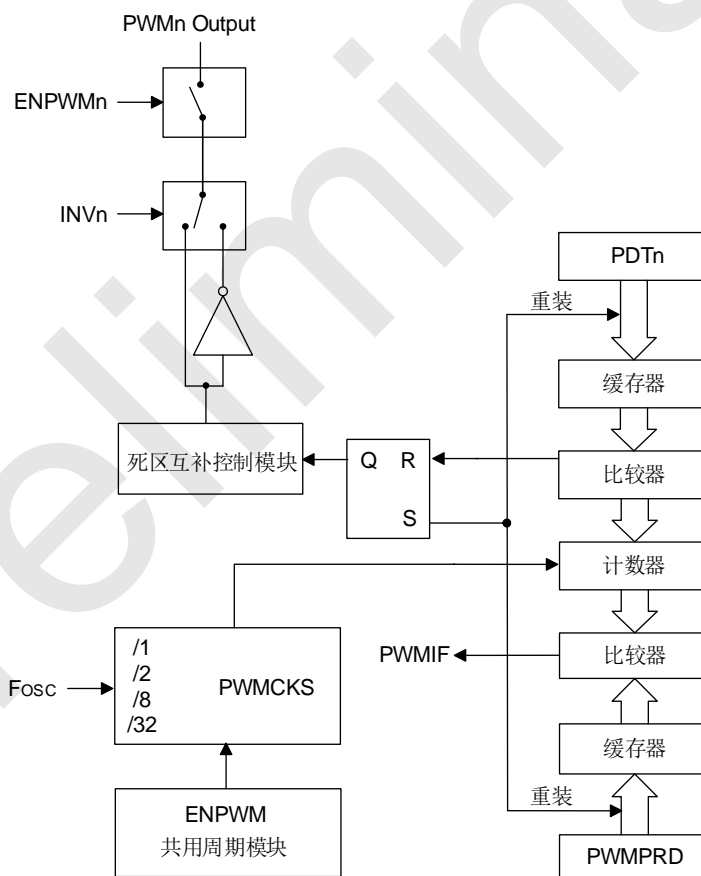 PWMn Output
ENPWMn
INVn
PDTn
重装
缓存器
死区互补控制模块
Q R
S
比较器
计数器
/1
/2
/8
/32
PWMCKS
Fosc
PWMIF
比较器
缓存器
重装
ENPWM
共用周期模块
PWMPRD
elimina